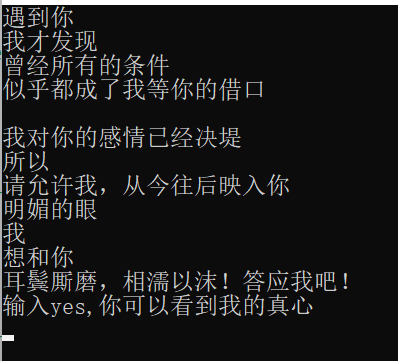 遇到你
我才发现
曾经所有的条件
似乎都成了我等你的借口
我对你的感情已经决堤
所以
请允许我，从今往后映入你
明媚的眼
我
想和你
耳鬓厮磨，相濡以沫！答应我吧！
输入yes,你可以看到我的真心